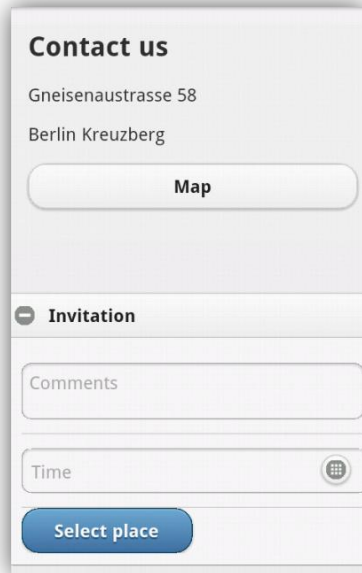 Contact us
Gneisenaustrasse 58
Berlin Kreuzberg
Map
Invitation
Comments
Time
Select place